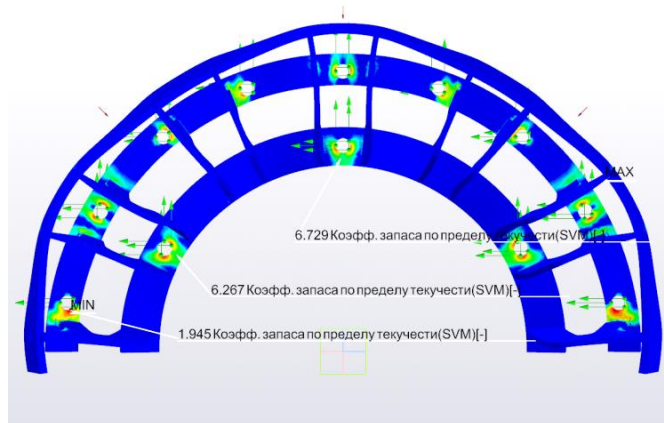 MAX
6.729 Коэфф. запаса по пределу текучести(SVM)[-]
6.267 Коэфф. запаса по пределу текучести(SVM)[-]
MIN
1.945 Коэфф. запаса по пределу текучести(SVM)[-]